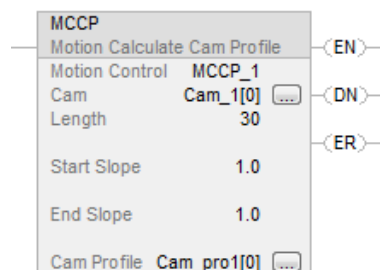 MCCP
Motion Calculate Cam Profile
Motion Control MCCP_1
Cam Cam_1[0] ...
Length 30
Start Slope 1.0
End Slope 1.0
Cam Profile Cam_pro1[0] ...
EN
DN
ER